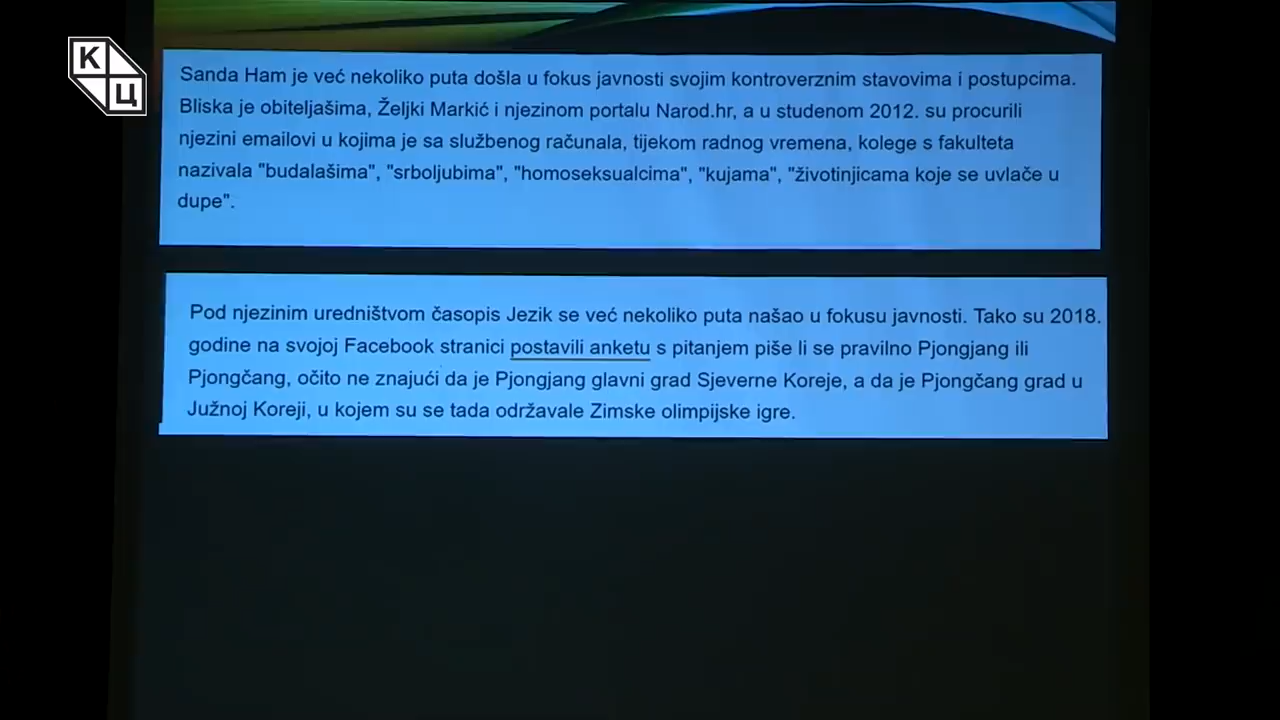 КЦ
Sanda Ham je već nekoliko puta došla u fokus javnosti svojim kontroverznim stavovima i postupcima.
Bliska je obiteljašima, Željki Markić i njezinom portalu Narod.hr, a u studenom 2012. su procurili
njezini emailovi u kojima je sa službenog računala, tijekom radnog vremena, kolege s fakulteta
nazivala "budalašima", "srboljubima", "homoseksualcima", "kujama", "životinjicama koje se uvlače u
dupe".
Pod njezinim uredništvom časopis Jezik se već nekoliko puta našao u fokusu javnosti. Tako su 2018.
godine na svojoj Facebook stranici postavili anketu s pitanjem piše li se pravilno Pjongjang ili
Pjongčang, očito ne znajući da je Pjongjang glavni grad Sjeverne Koreje, a da je Pjongčang grad u
Južnoj Koreji, u kojem su se tada održavale Zimske olimpijske igre.